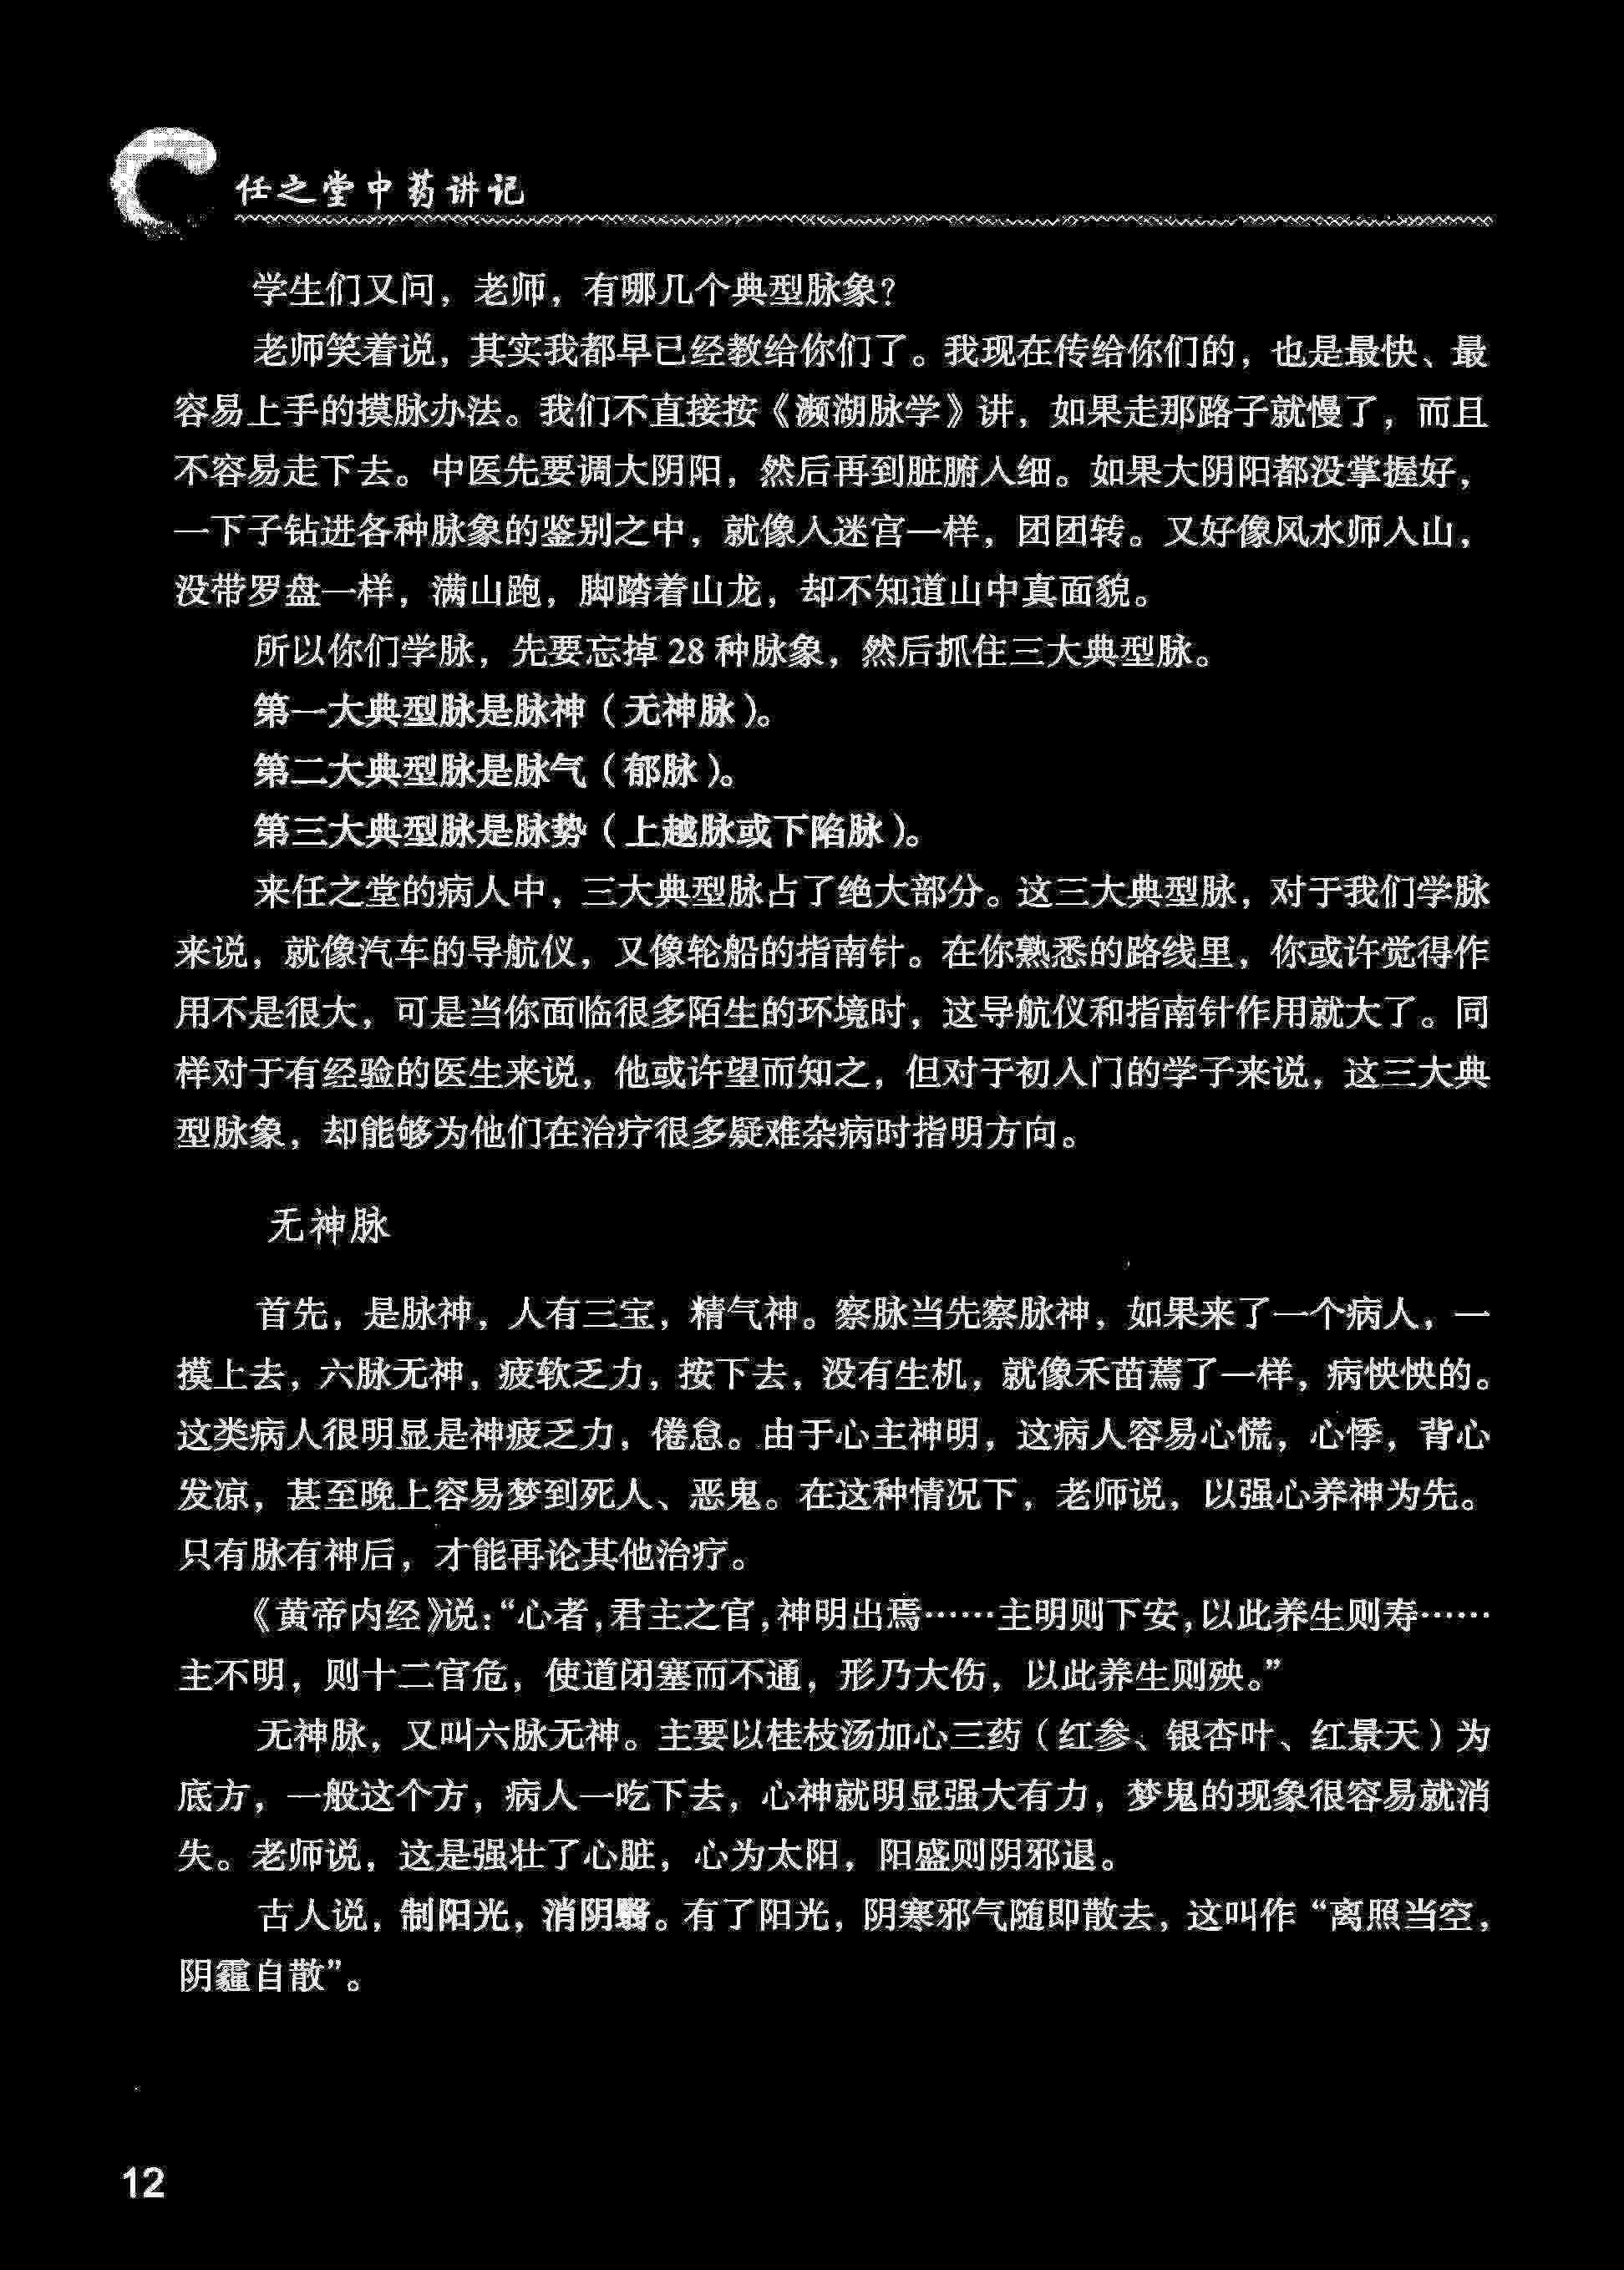 任之堂中药讲记
学生们又问，老师，有哪几个典型脉象？
老师笑着说，其实我都早已经教给你们了。我现在传给你们的，也是最快、最
容易上手的摸脉办法。我们不直接按《濒湖脉学》讲，如果走那路子就慢了，而且
不容易走下去。中医先要调大阴阳，然后再到脏腑入细。如果大阴阳都没掌握好，
一下子钻进各种脉象的鉴别之中，就像入迷宫一样，团团转。又好像风水师入山，
没带罗盘一样，满山跑，脚踏着山龙，却不知道山中真面貌。
所以你们学脉，先要忘掉28种脉象，然后抓住三大典型脉。
第一大典型脉是脉神（无神脉）。
第二大典型脉是脉气（郁脉）。
第三大典型脉是脉势（上越脉或下陷脉）。
来任之堂的病人中，三大典型脉占了绝大部分。这三大典型脉，对于我们学脉
来说，就像汽车的导航仪，又像轮船的指南针。在你熟悉的路线里，你或许觉得作
用不是很大，可是当你面临很多陌生的环境时，这导航仪和指南针作用就大了。同
样对于有经验的医生来说，他或许望而知之，但对于初入门的学子来说，这三大典
型脉象，却能够为他们在治疗很多疑难杂病时指明方向。
无神脉
首先，是脉神，人有三宝，精气神。察脉当先察脉神，如果来了一个病人，一
摸上去，六脉无神，疲软乏力，按下去，没有生机，就像禾苗蔫了一样，病怏怏的。
这类病人很明显是神疲乏力，倦怠。由于心主神明，这病人容易心慌，心悸，背心
发凉，甚至晚上容易梦到死人、恶鬼。在这种情况下，老师说，以强心养神为先。
只有脉有神后，才能再论其他治疗。
《黄帝内经》说：“心者，君主之官，神明出焉……主明则下安，以此养生则寿……
主不明，则十二官危，使道闭塞而不通，形乃大伤，以此养生则殃。”
无神脉，又叫六脉无神。主要以桂枝汤加心三药（红参、银杏叶、红景天）为
底方，一般这个方，病人一吃下去，心神就明显强大有力，梦鬼的现象很容易就消
失。老师说，这是强壮了心脏，心为太阳，阳盛则阴邪退。
古人说，制阳光，消阴翳。有了阳光，阴寒邪气随即散去，这叫作“离照当空，
阴霾自散”。
12